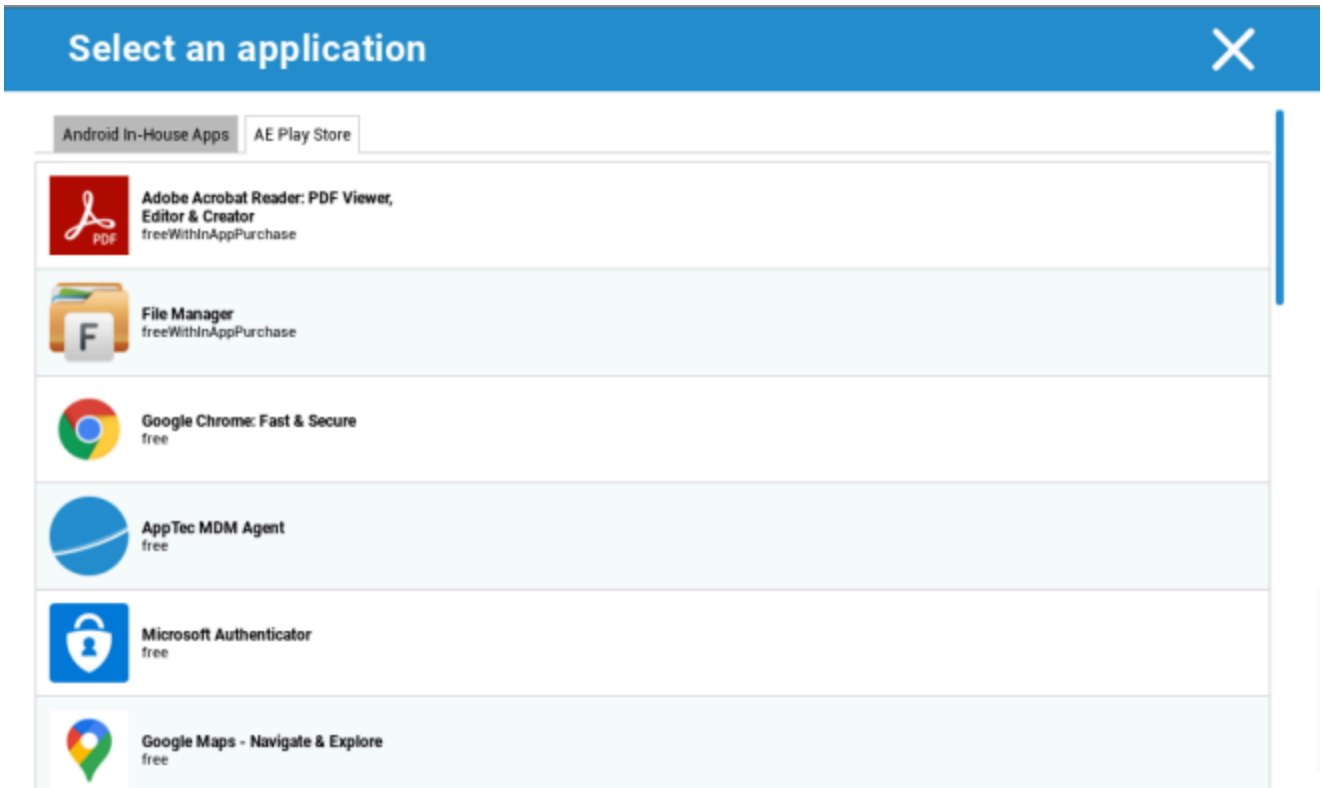 Select an application
Android In-House Apps
AE Play Store
PDF
Adobe Acrobat Reader: PDF Viewer,
Editor & Creator
freeWithInAppPurchase
F
File Manager
freeWithInAppPurchase
Google Chrome: Fast & Secure
free
AppTec MDM Agent
free
Microsoft Authenticator
free
Google Maps - Navigate & Explore
free